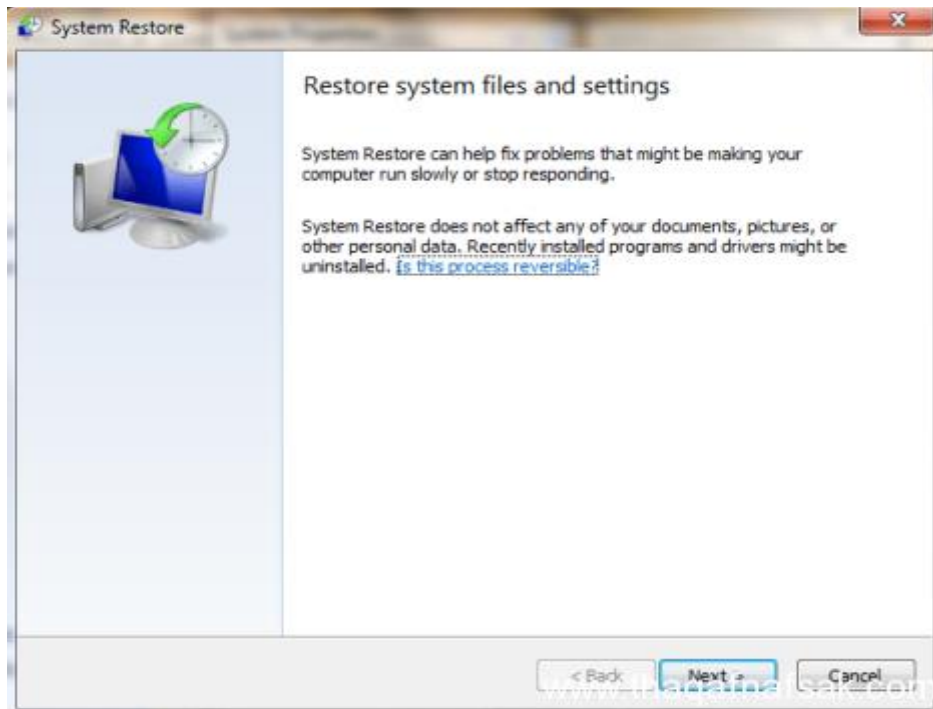 System Restore
Restore system files and settings
System Restore can help fix problems that might be making your
computer run slowly or stop responding.
System Restore does not affect any of your documents, pictures, or
other personal data. Recently installed programs and drivers might be
uninstalled. Is this process reversible?
< Back
Next >
Cancel